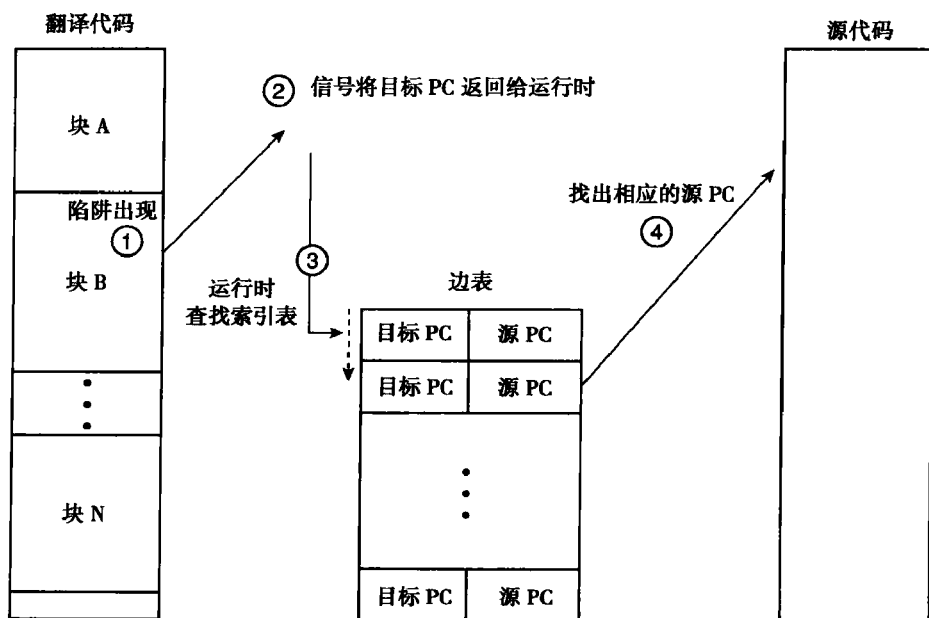 翻译代码
源代码
② 信号将目标 PC 返回给运行时
块 A
陷阱出现
①
块 B
找出相应的源 PC
④
③
运行时
查找索引表
边表
目标 PC 源 PC
目标 PC 源 PC
块 N
目标 PC 源 PC